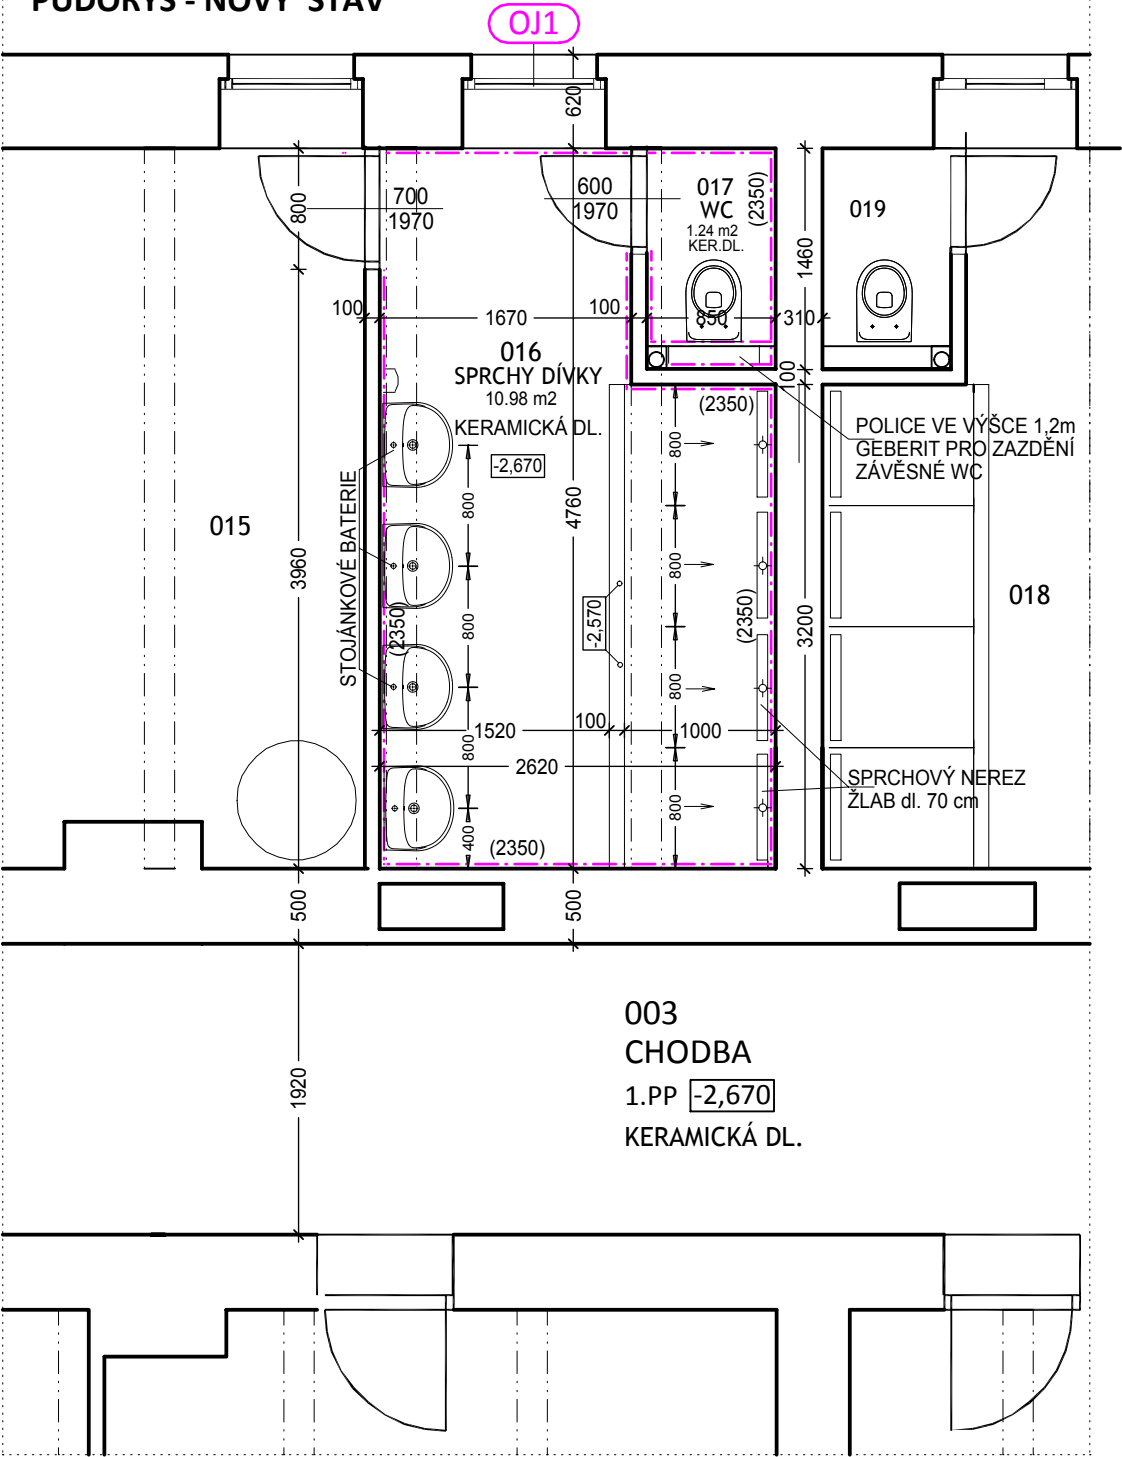 PŮDORYS - NOVÝ STAV
OJ1
620
800
700
1970
600
1970
017
WC
1.24 m2
KER.DL.
(2350)
019
1460
100
1670
100
850
310
016
SPRCHY DÍVKY
10.98 m2
KERAMICKÁ DL.
-2,670
100
(2350)
POLICE VE VÝŠCE 1,2m
GEBERIT PRO ZAZDĚNÍ
ZÁVĚSNÉ WC
STOJÁNKOVÉ BATERIE
015
3960
800
800
800
400
4760
-2,570
800
800
800
800
(2350)
(2350)
3200
018
1520
100
1000
2620
SPRCHOVÝ NEREZ
ŽLAB dl. 70 cm
(2350)
500
500
1920
003
CHODBA
1.PP -2,670
KERAMICKÁ DL.